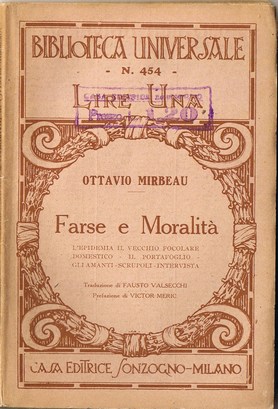 BIBLIOTECA UNIVERSALE
- N. 454 -
LIRE UNA
OTTAVIO MIRBEAU
Farse e Moralità
L'EPIDEMIA IL VECCHIO FOCOLARE
DOMENTICO - IL PORTAFOGLIO -
GLI AMANTI - SCRUPOLI - INTERVISTA
Traduzione di FAUSTO VALSECCHI
Prefazione di VICTOR MERIC
CASA EDITRICE SONZOGNO - MILANO